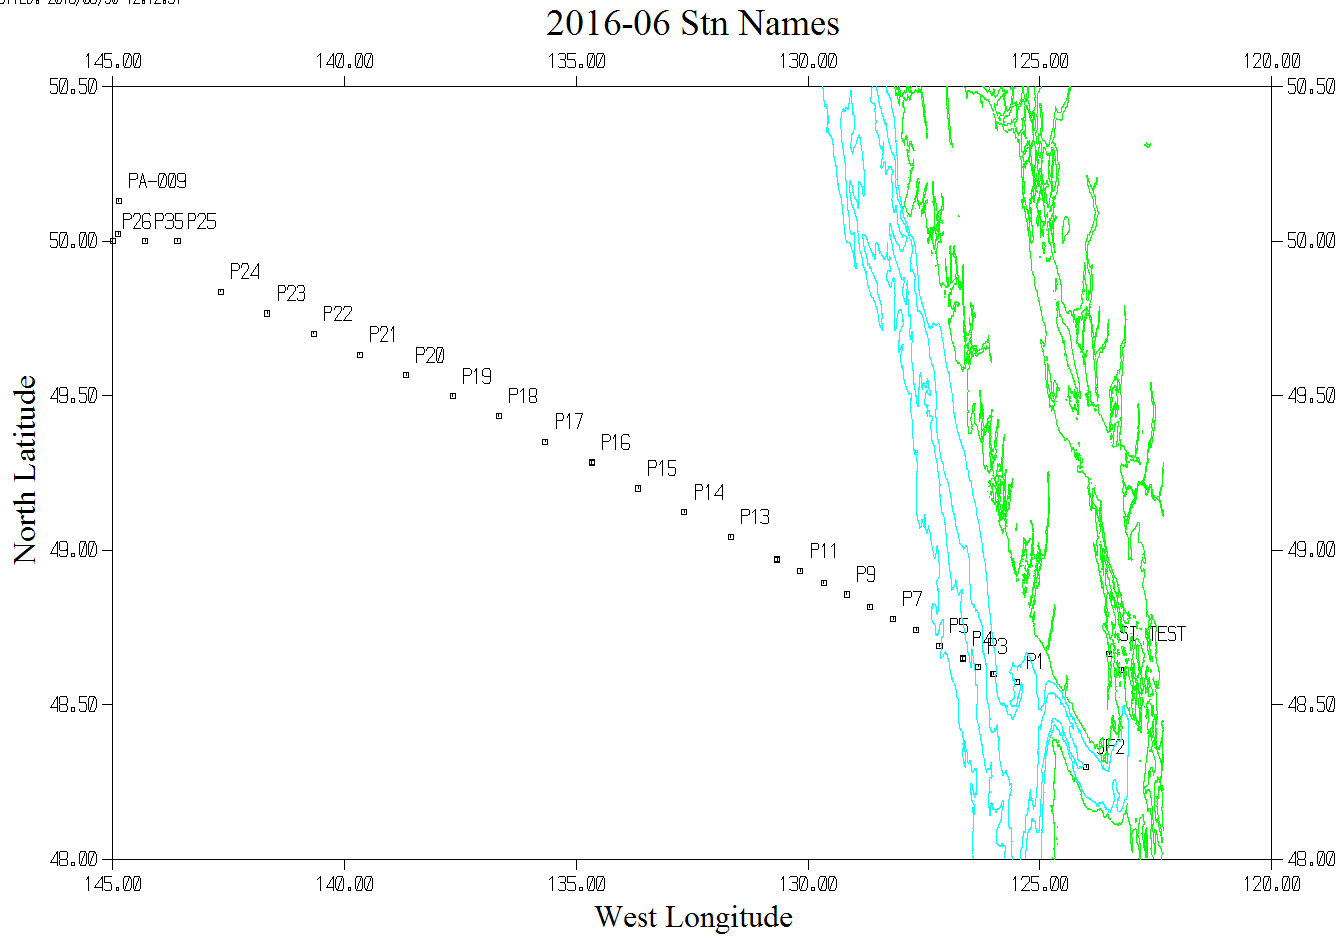 2016-06 Stn Names
145.00 140.00 135.00 130.00 125.00 120.00
50.50 50.50
PA-009
P26 P35 P25
50.00 50.00
P24
P23
P22
P21
P20
P19
49.50 49.50
P18
P17
P16
P15
P14
P13
49.00 49.00
P11
P9
P7
P5
P4
P3
P1
TEST
48.50 48.50
JF2
48.00 48.00
145.00 140.00 135.00 130.00 125.00 120.00
North Latitude
West Longitude